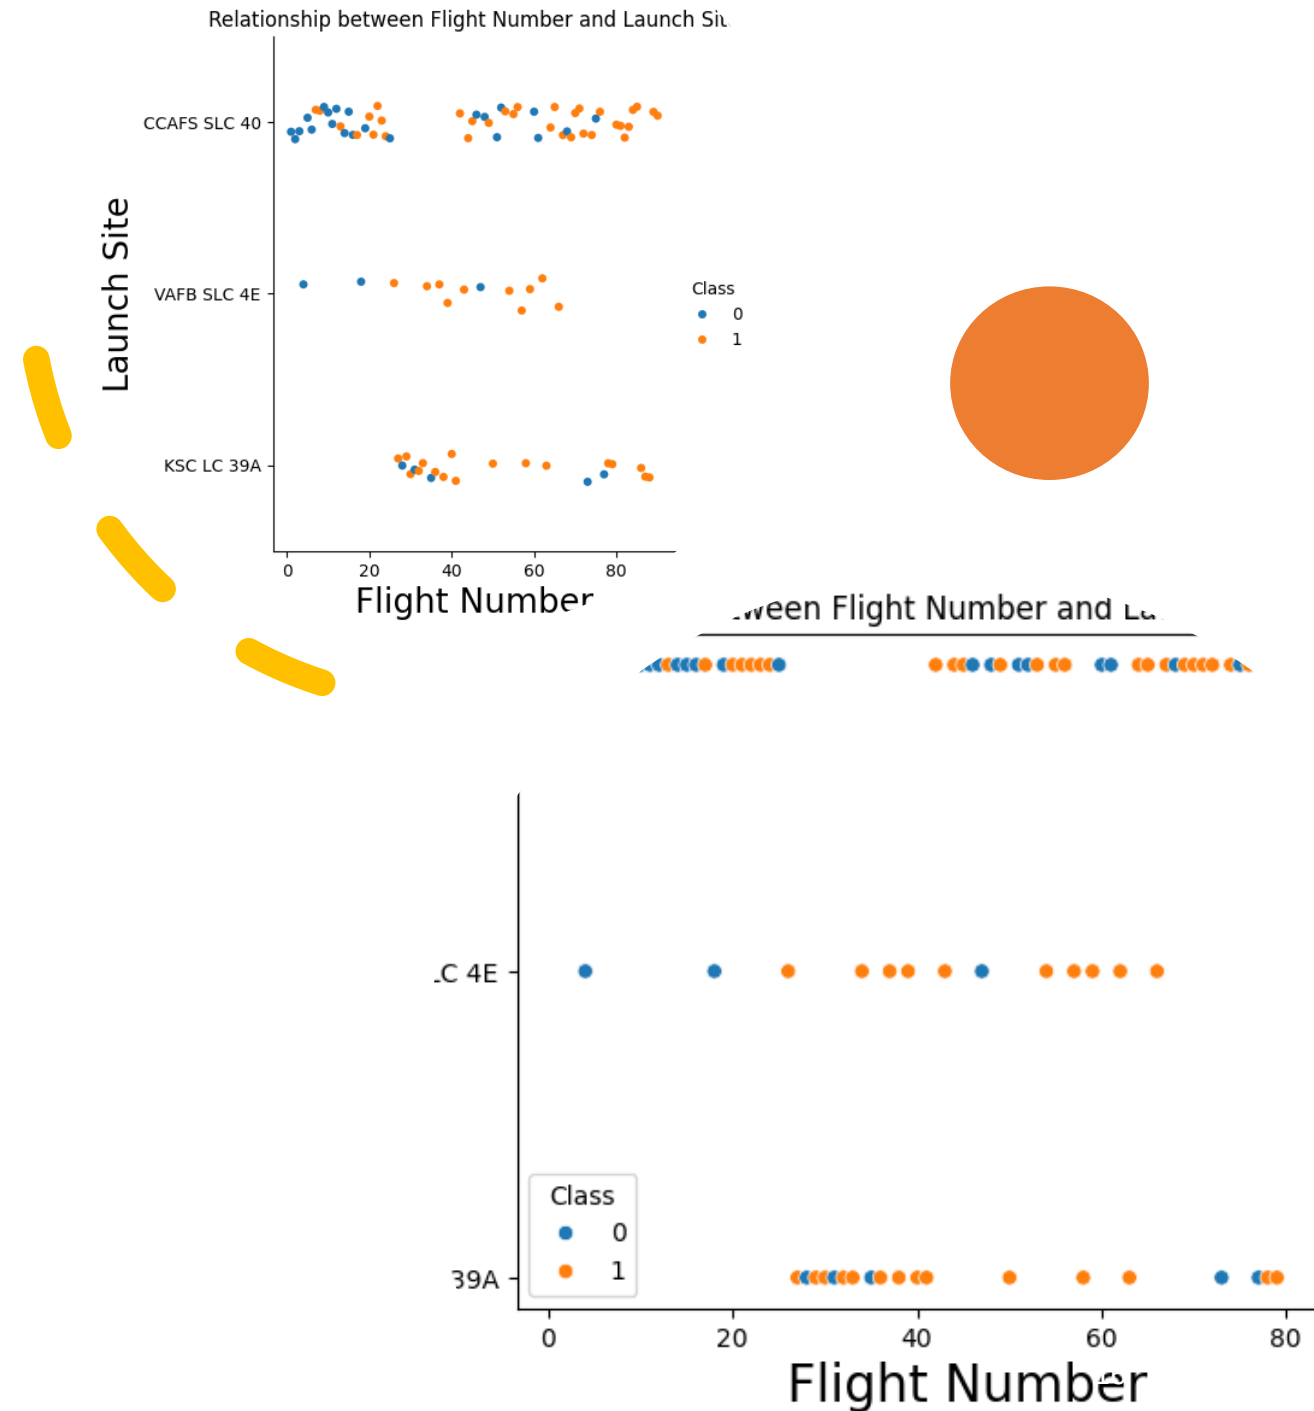 Relationship between Flight Number and Launch
CCAFS SLC 40
Launch Site
VAFB SLC 4E
Class
0
1
KSC LC 39A
0 20 40 60 80
Flight Number
Flight Number and
4E
Class
0
1
39A
0 20 40 60 80
Flight Number